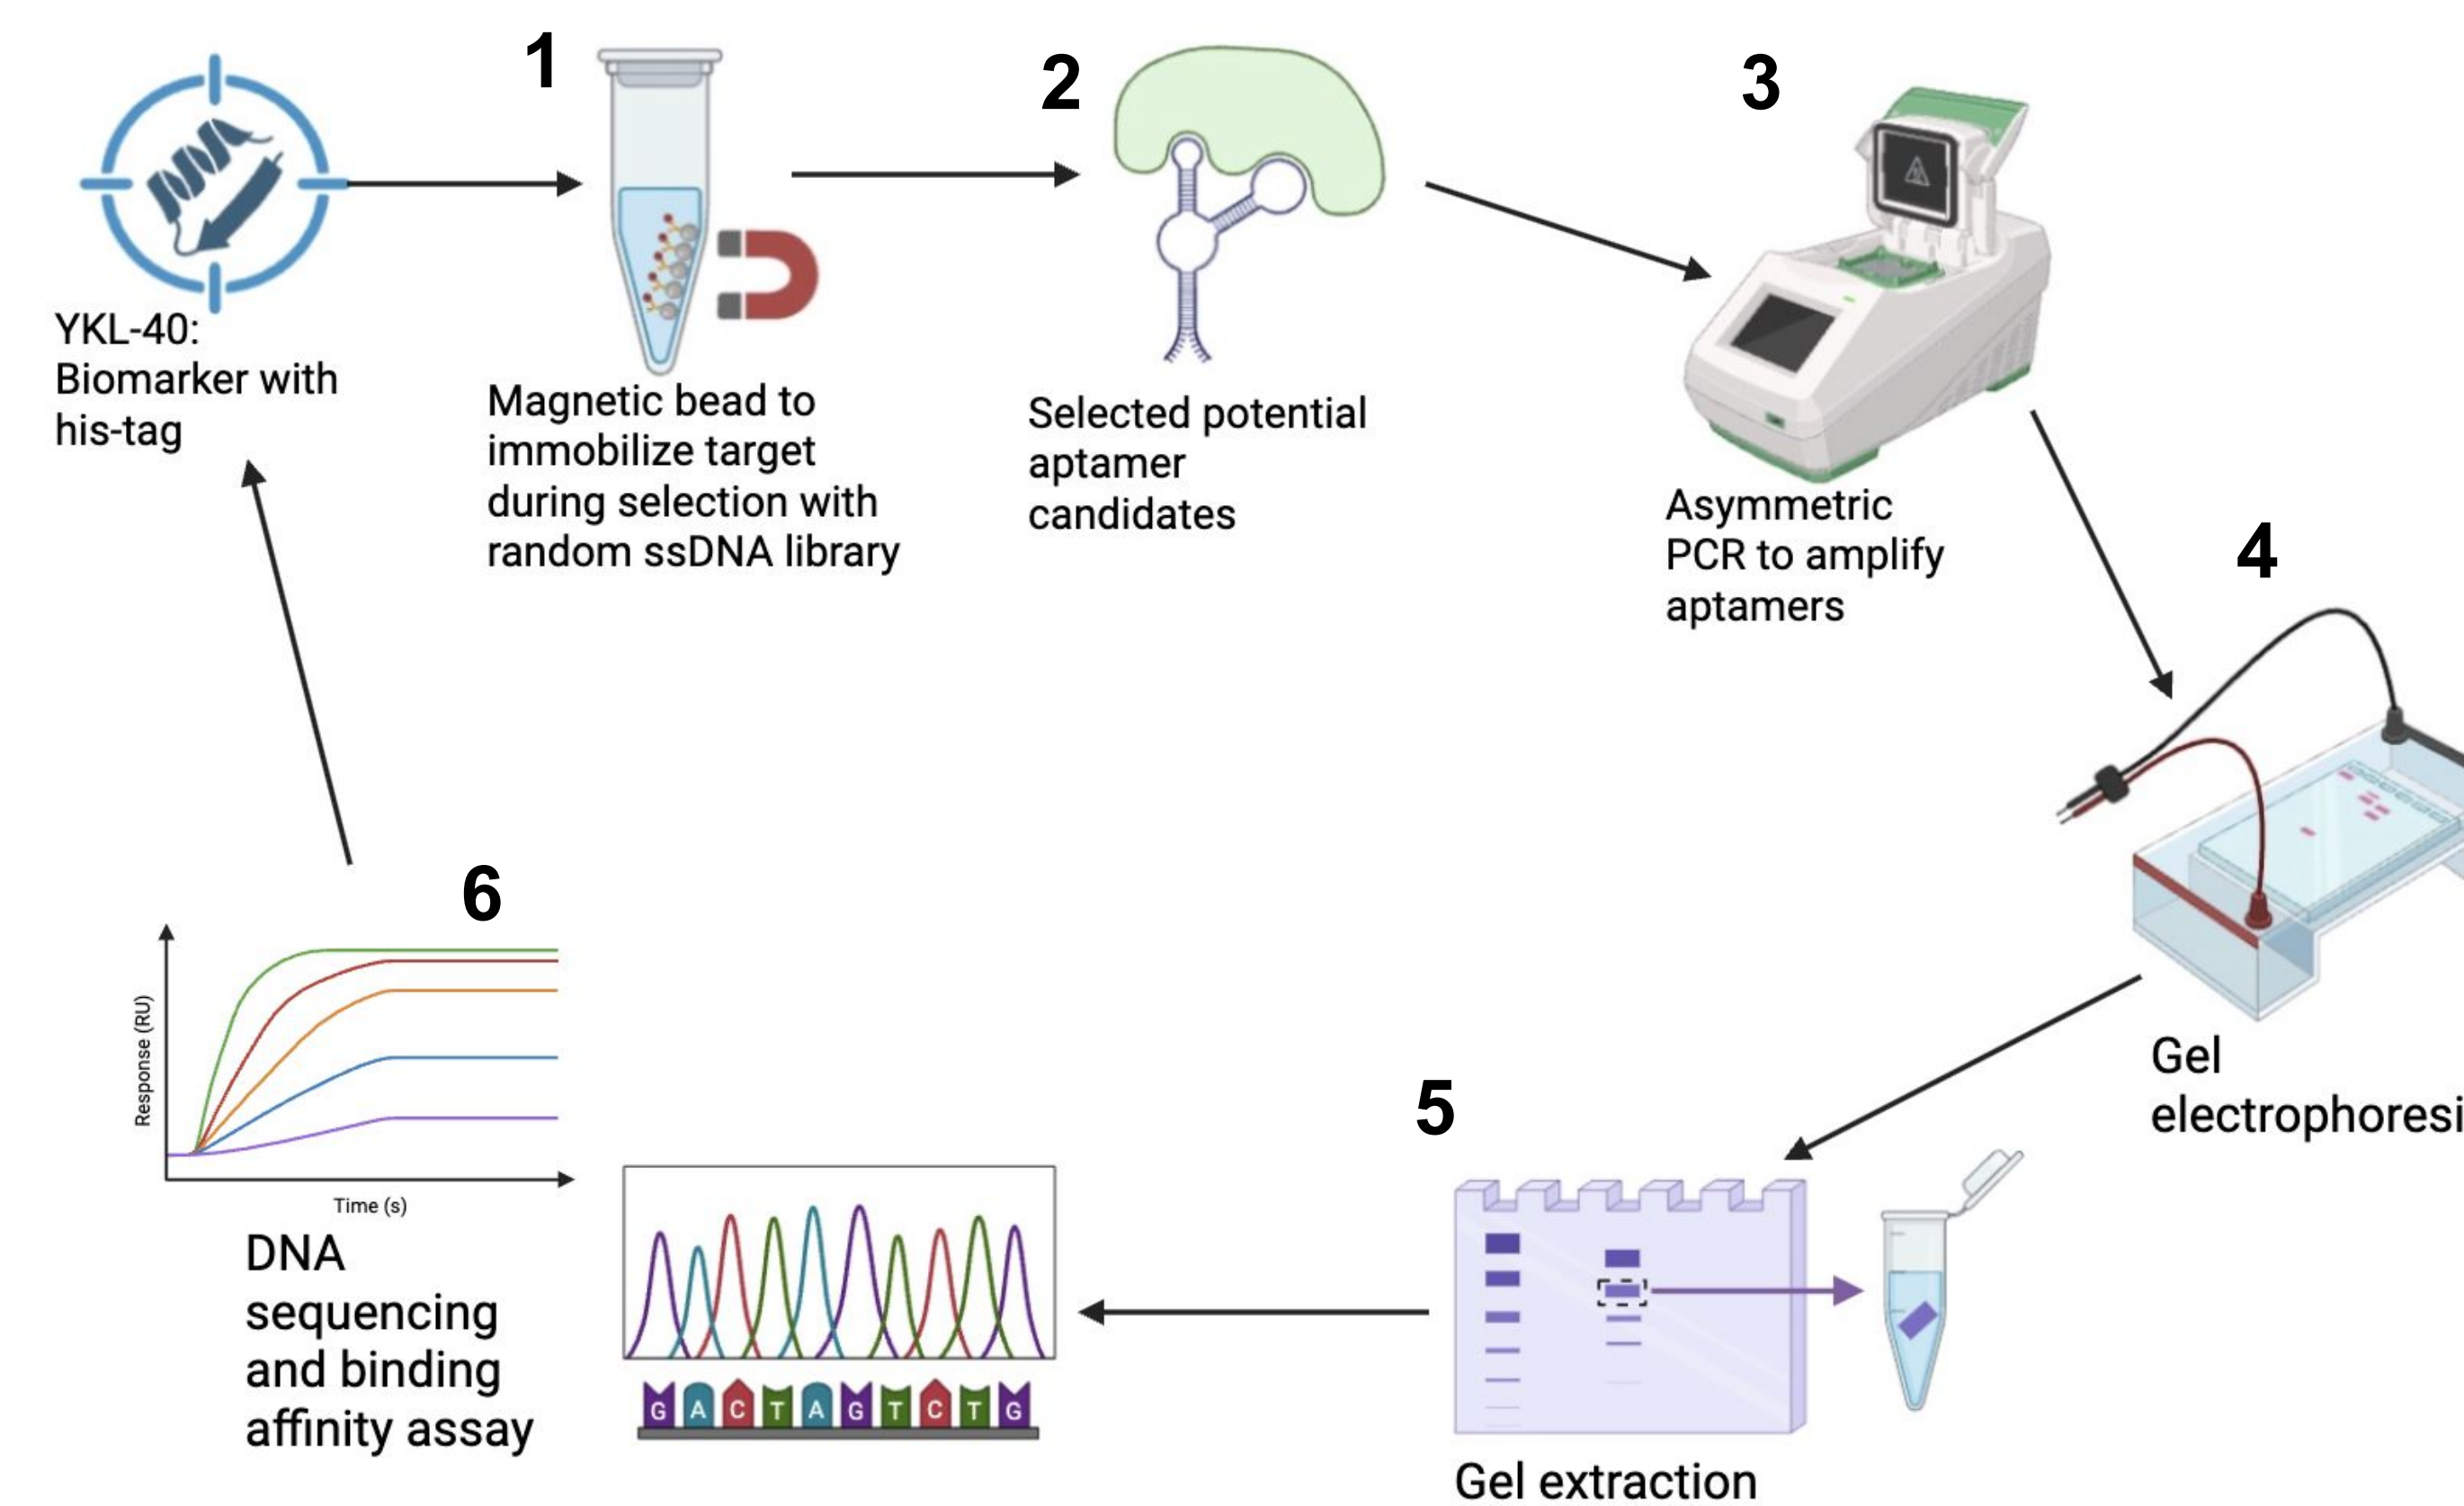 1
2
3
YKL-40:
Biomarker with
his-tag
Magnetic bead to
immobilize target
during selection with
random ssDNA library
Selected potential
aptamer
candidates
Asymmetric
PCR to amplify
aptamers
4
Gel
electrophoresi
5
Gel extraction
6
Response (RU)
Time (s)
DNA
sequencing
and binding
affinity assay
G A C T A G T C T G